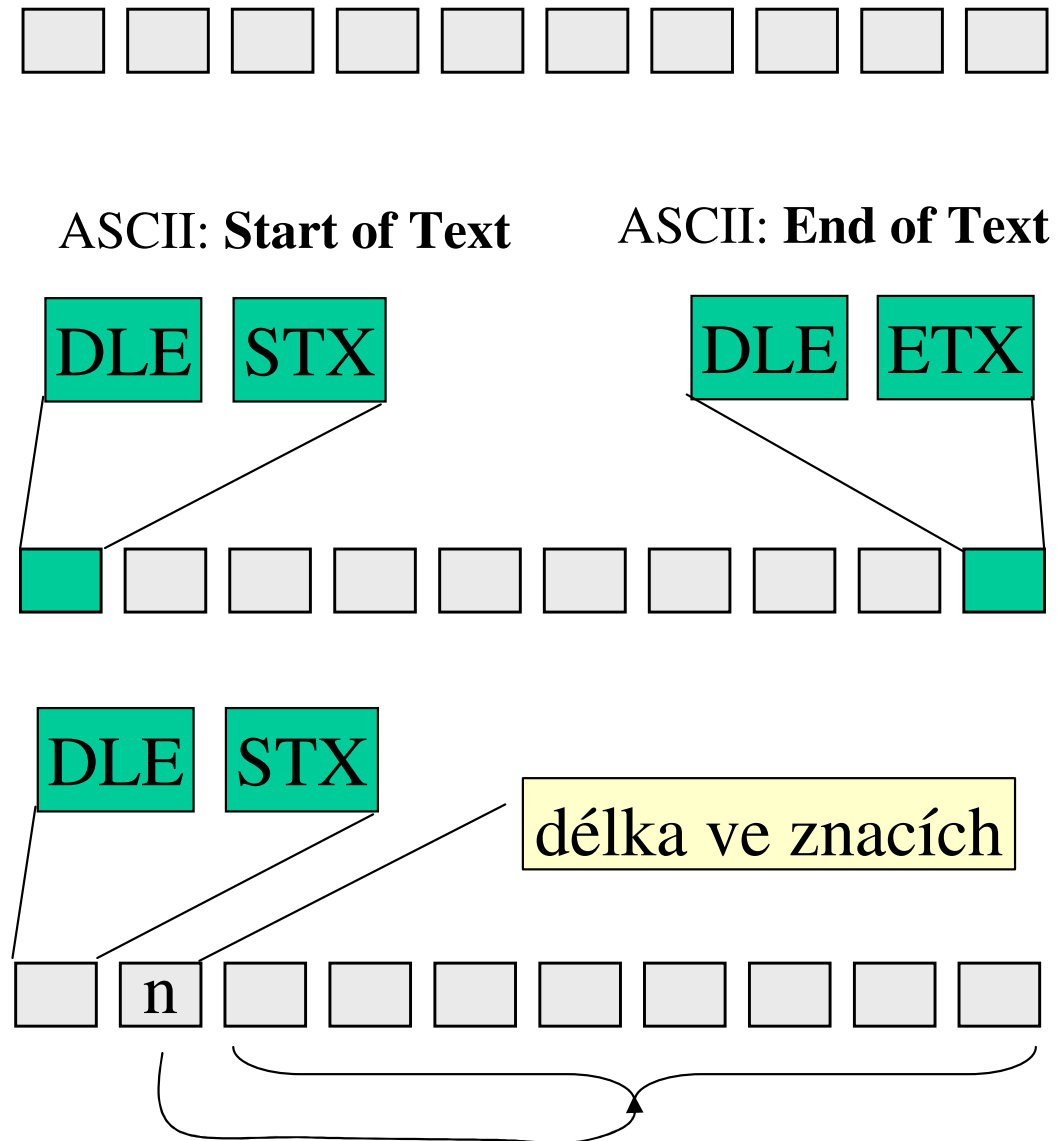 ASCII: Start of Text
ASCII: End of Text
DLE STX
DLE ETX
DLE STX
délka ve znacích
n